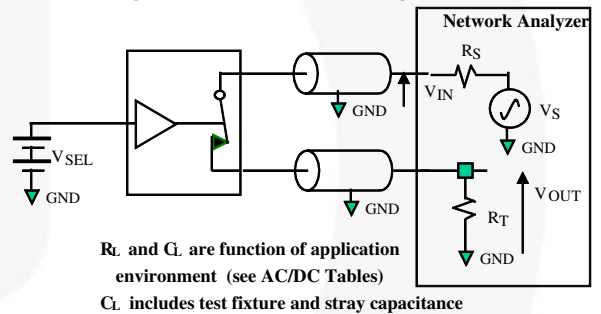 Network Analyzer
RS
VIN
GND
VS
GND
VSEL
GND
GND
VOUT
RT
GND
RL and CL are function of application
environment (see AC/DC Tables)
CL includes test fixture and stray capacitance